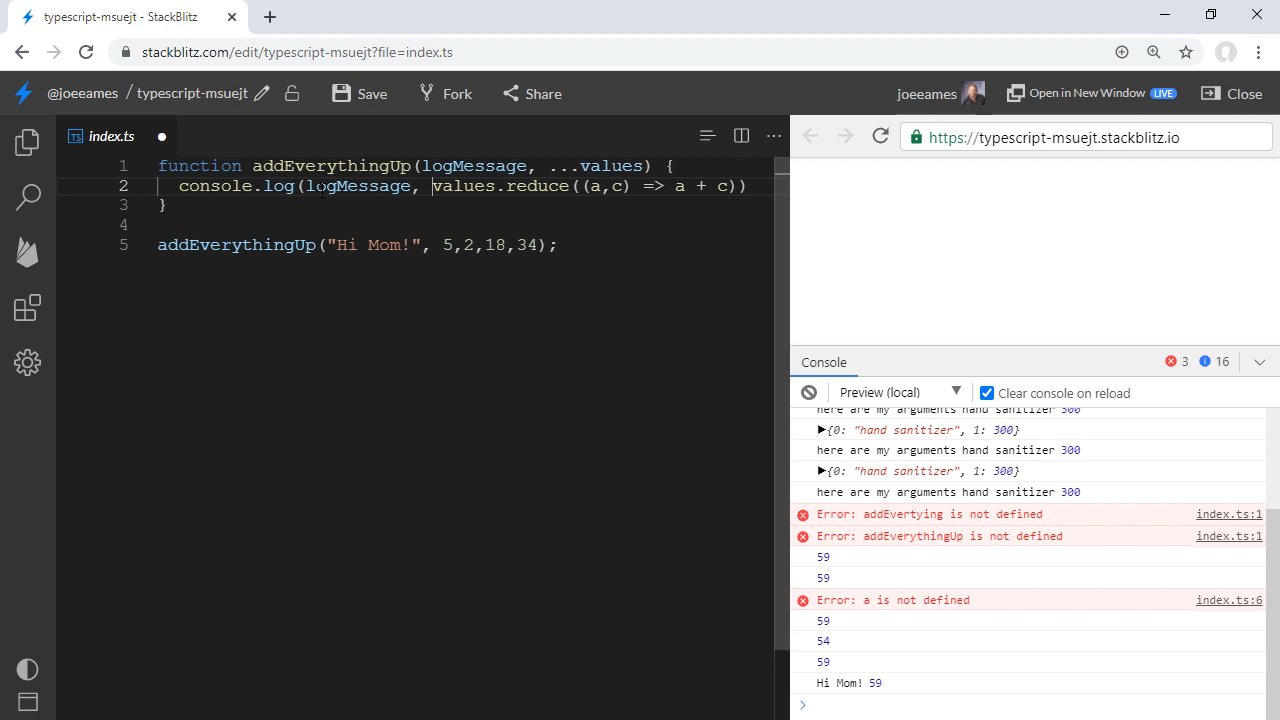 typescript-msuejt - StackBlitz
stackblitz.com/edit/typescript-msuejt?file=index.ts
@joeeames / typescript-msuejt Save Fork Share joeeames Open in New Window LIVE Close
TS index.ts
https://typescript-msuejt.stackblitz.io
1 function addEverythingUp(logMessage, ...values) {
2 console.log(logMessage, values.reduce((a,c) => a + c))
3 }
4
5 addEverythingUp("Hi Mom!", 5,2,18,34);
Console 3 16
Preview (local) Clear console on reload
here are my arguments hand sanitizer 300
{0: "hand sanitizer", 1: 300}
here are my arguments hand sanitizer 300
{0: "hand sanitizer", 1: 300}
here are my arguments hand sanitizer 300
Error: addEvertying is not defined index.ts:1
Error: addEverythingUp is not defined index.ts:1
59
59
Error: a is not defined index.ts:6
59
54
59
Hi Mom! 59